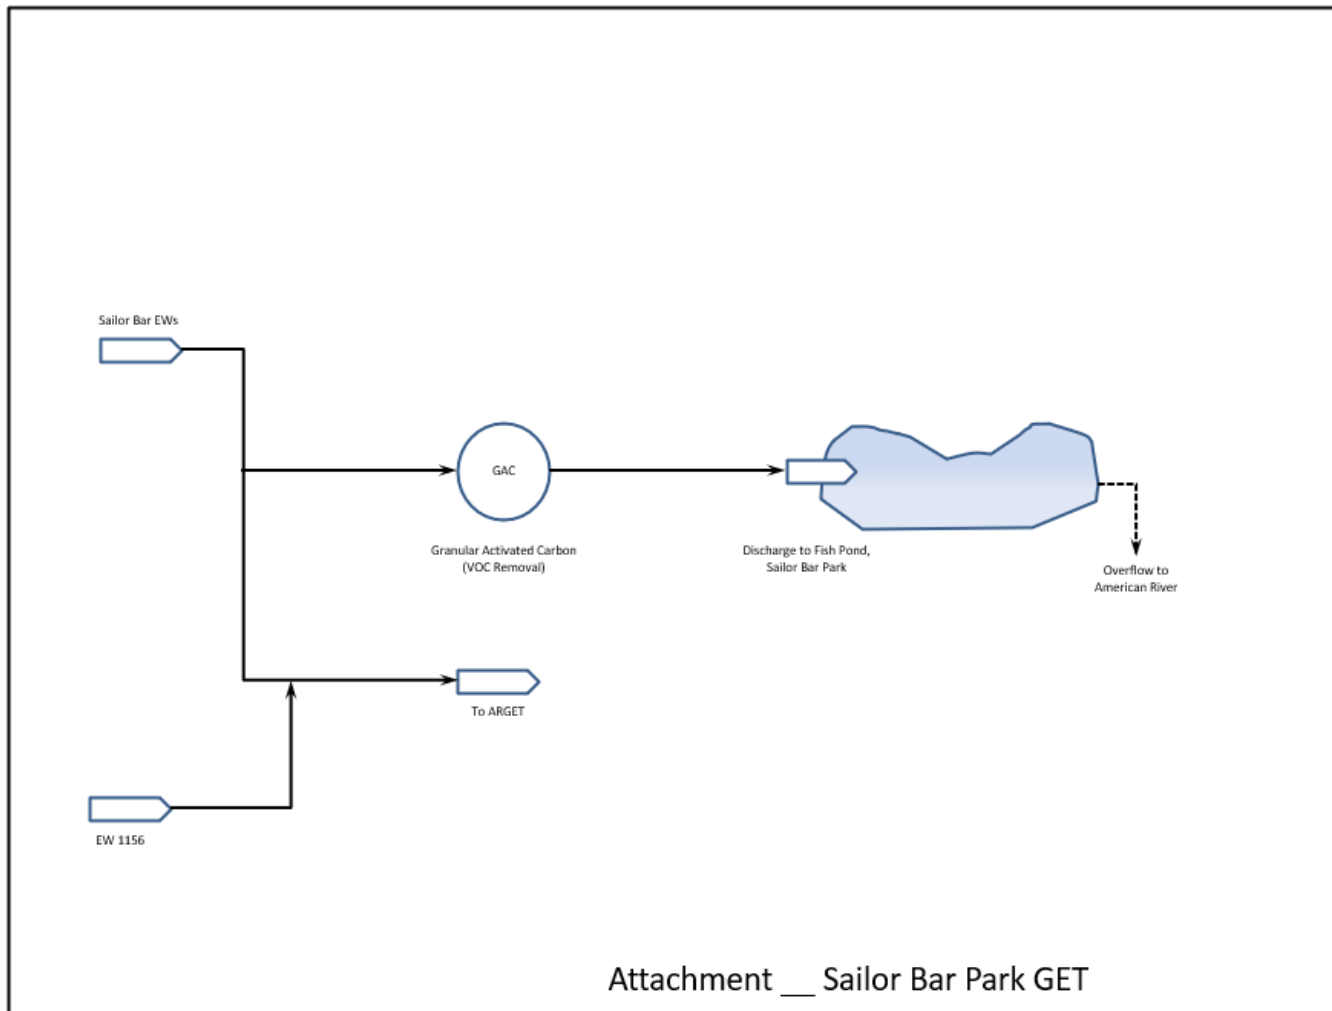 Sailor Bar EWs
GAC
Granular Activated Carbon
(VOC Removal)
Discharge to Fish Pond,
Sailor Bar Park
Overflow to
American River
To ARGET
EW 1156
Attachment __ Sailor Bar Park GET